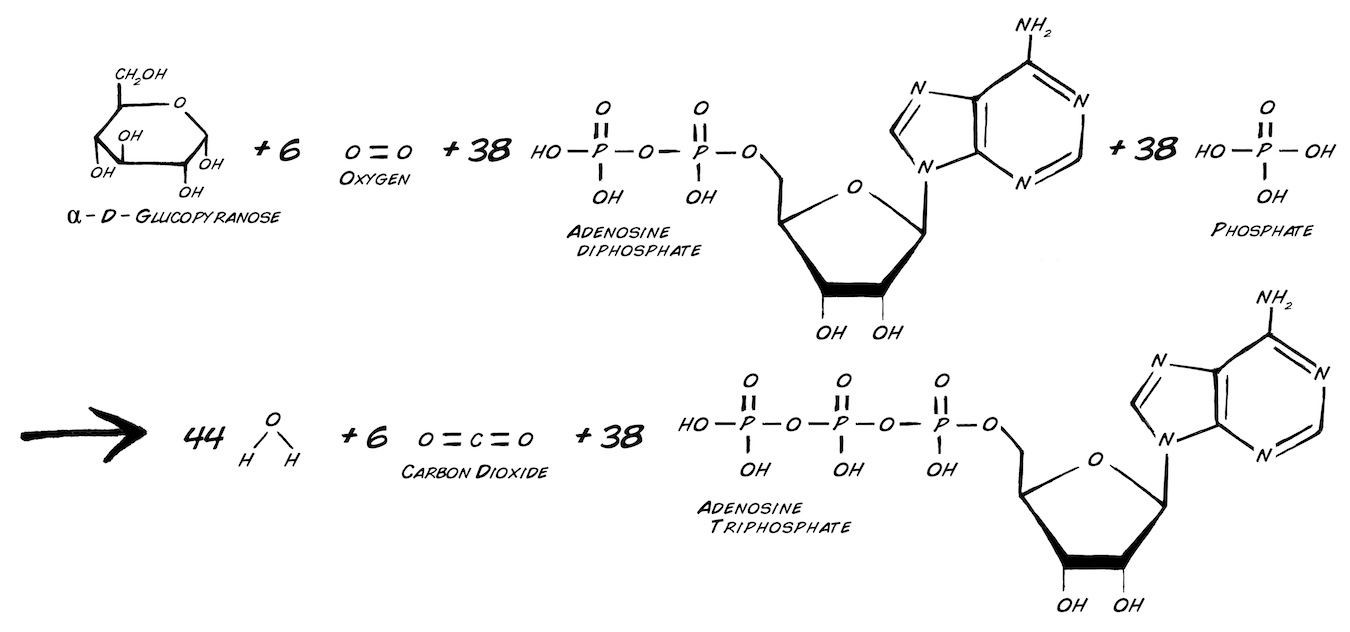 CH2OH
O
OH
OH
OH
OH
α-D-GLUCOPYRANOSE
+6
O=O
OXYGEN
+38
O O
HO-P-O-P-O
OH OH
ADENOSINE
DIPHOSPHATE
NH2
N N
N N
O
OH OH
+38
O
HO-P-OH
OH
PHOSPHATE
44
O
H H
+6
O=C=O
CARBON DIOXIDE
+38
O O O
HO-P-O-P-O-P-O
OH OH OH
ADENOSINE
TRIPHOSPHATE
NH2
N N
N N
O
OH OH